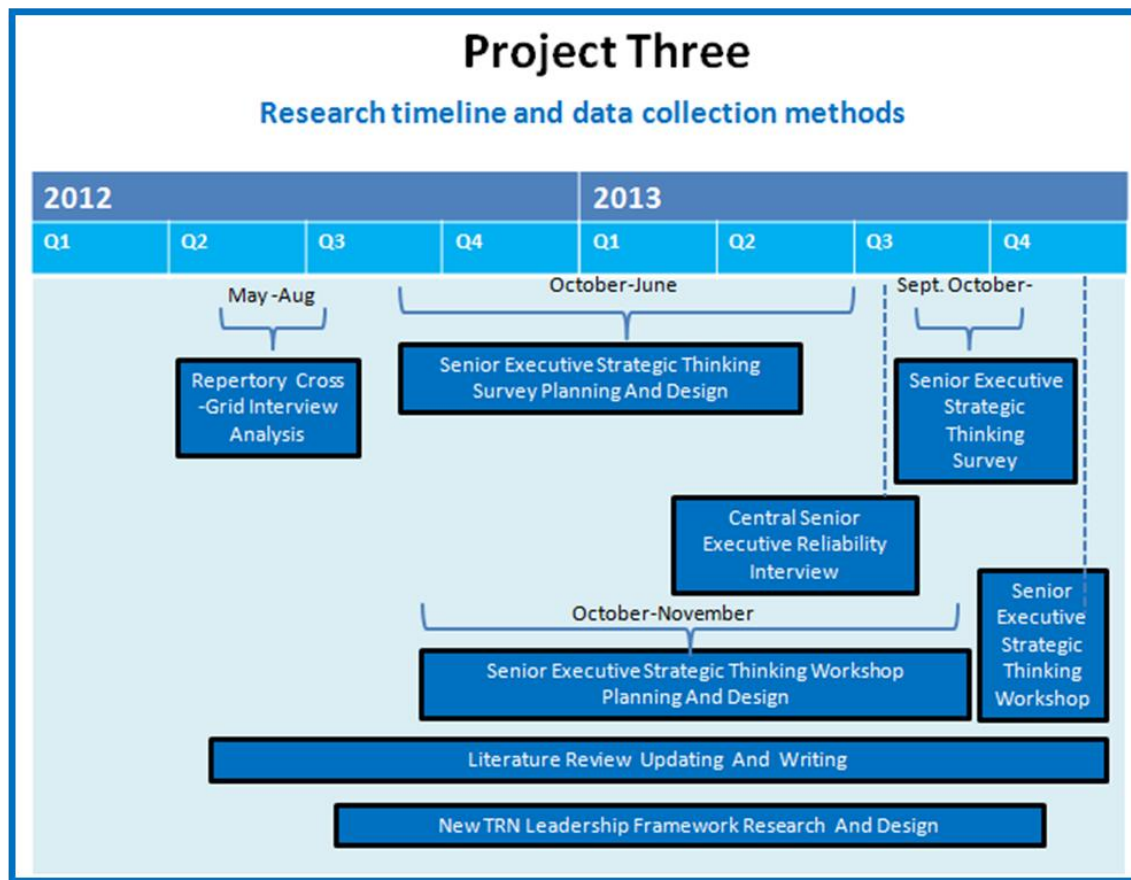 Project Three
Research timeline and data collection methods
2012 2013
Q1 Q2 Q3 Q4 Q1 Q2 Q3 Q4
May -Aug
October-June
Sept. October-
Repertory Cross
-Grid Interview
Analysis
Senior Executive Strategic Thinking
Survey Planning And Design
Senior Executive
Strategic
Thinking
Survey
Central Senior
Executive Reliability
Interview
October-November
Senior Executive Strategic Thinking Workshop
Planning And Design
Senior
Executive
Strategic
Thinking
Workshop
Literature Review Updating And Writing
New TRN Leadership Framework Research And Design